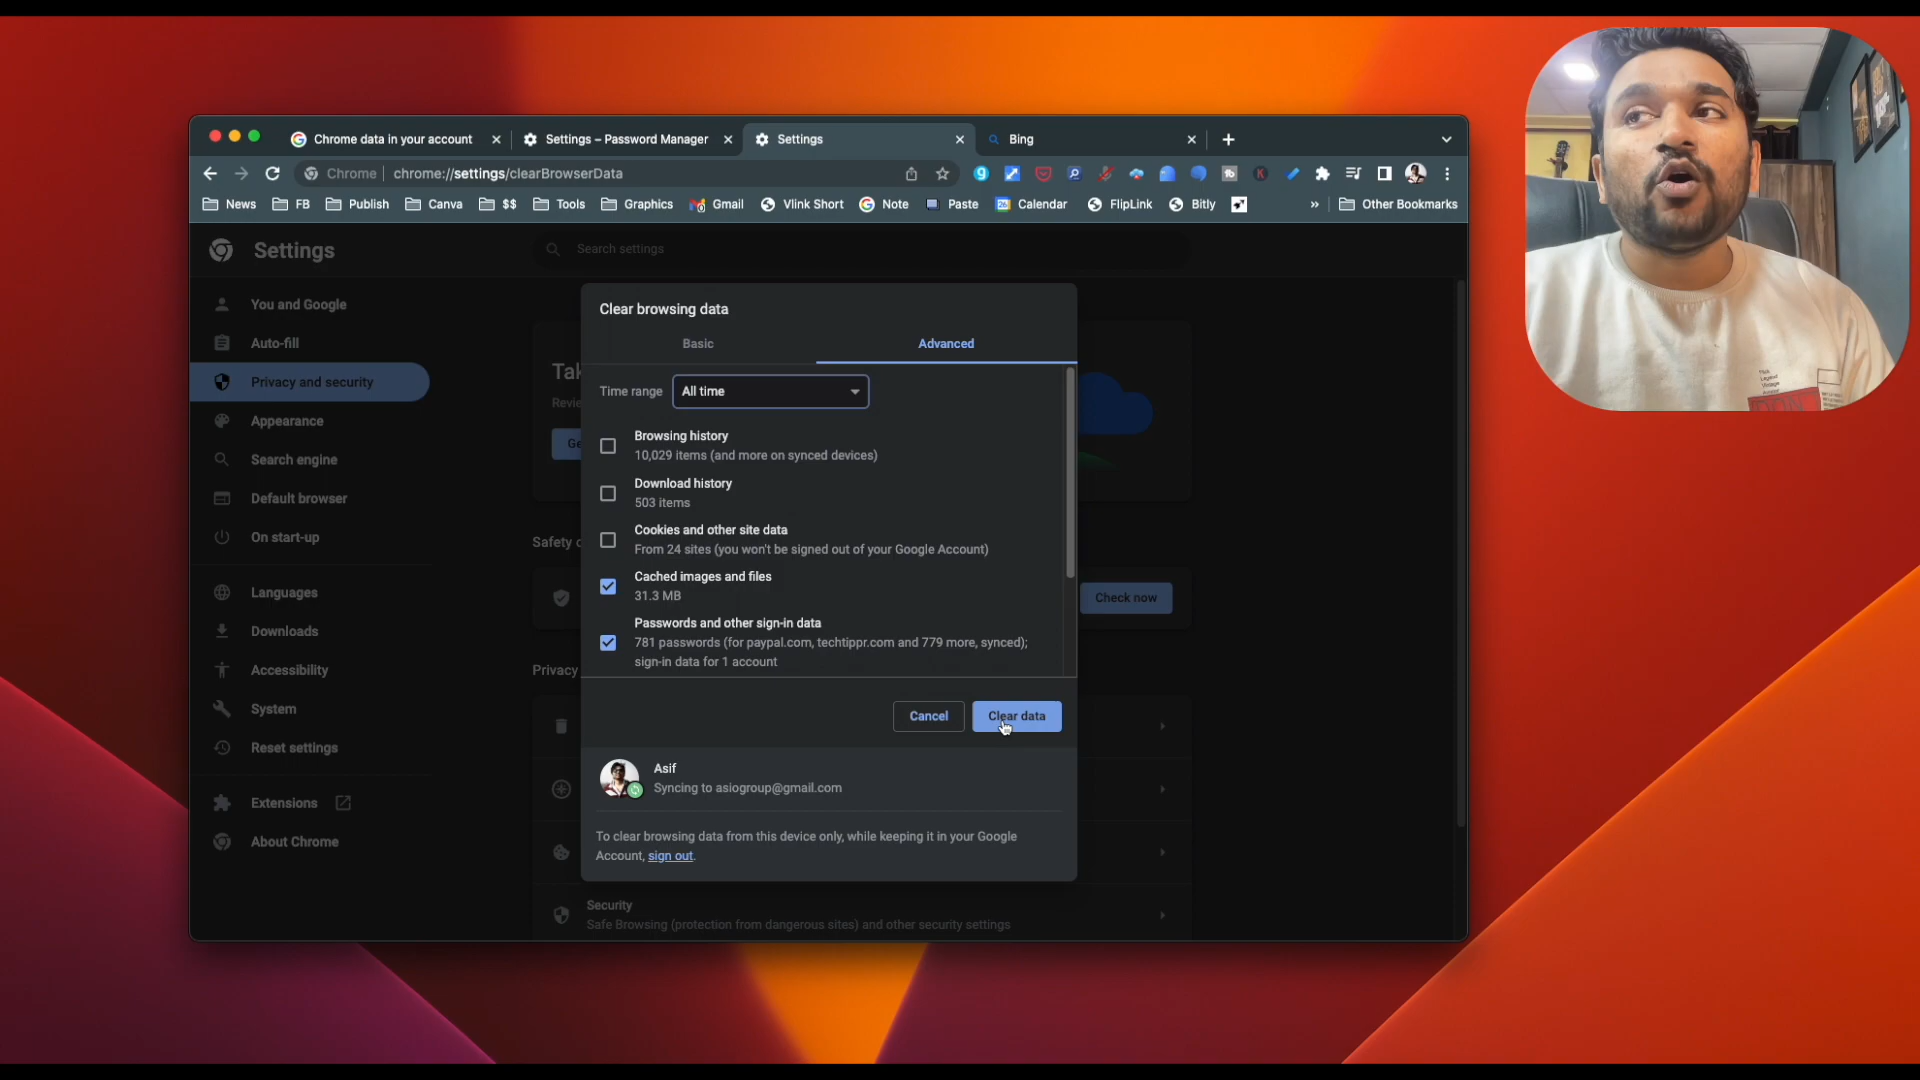 Chrome data in your account
Settings – Password Manager
Settings
Bing
Chrome
chrome://settings/clearBrowserData
News
FB
Publish
Canva
$$
Tools
Graphics
Gmail
Vlink Short
Note
Paste
Calendar
FlipLink
Bitly
»
Other Bookmarks
Settings
Search settings
You and Google
Auto-fill
Privacy and security
Appearance
Search engine
Default browser
On start-up
Languages
Downloads
Accessibility
System
Reset settings
Extensions
About Chrome
Clear browsing data
Basic
Advanced
Time range
All time
Browsing history
10,029 items (and more on synced devices)
Download history
503 items
Cookies and other site data
From 24 sites (you won't be signed out of your Google Account)
Cached images and files
31.3 MB
Passwords and other sign-in data
781 passwords (for paypal.com, techtippr.com and 779 more, synced);
sign-in data for 1 account
Cancel
Clear data
Asif
Syncing to asiogroup@gmail.com
To clear browsing data from this device only, while keeping it in your Google
Account, sign out.
Check now
Privacy
Security
Safe Browsing (protection from dangerous sites) and other security settings